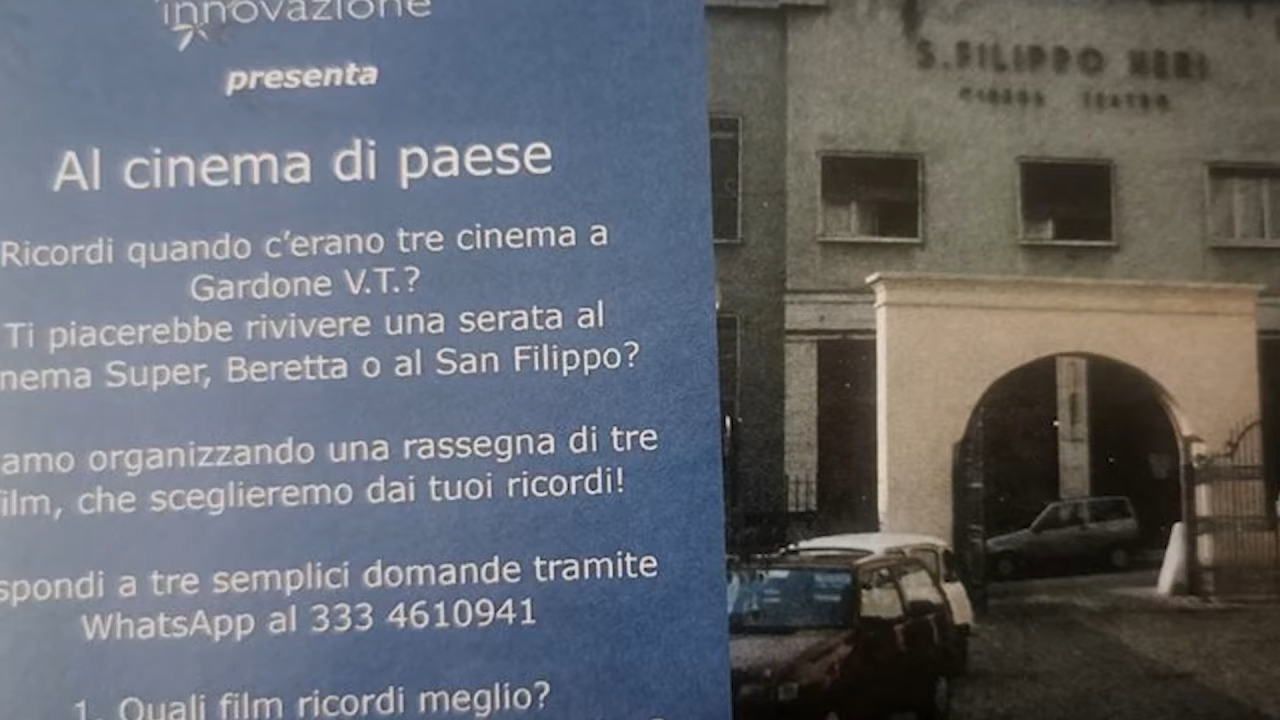 innovazione
presenta
Al cinema di paese
Ricordi quando c'erano tre cinema a
Gardone V.T.?
Ti piacerebbe rivivere una serata al
nema Super, Beretta o al San Filippo?
amo organizzando una rassegna di tre
ilm, che sceglieremo dai tuoi ricordi!
spondi a tre semplici domande tramite
WhatsApp al 333 4610941
1. Quali film ricordi meglio?
S. FILIPPO NERI
CINEMA TEATRO